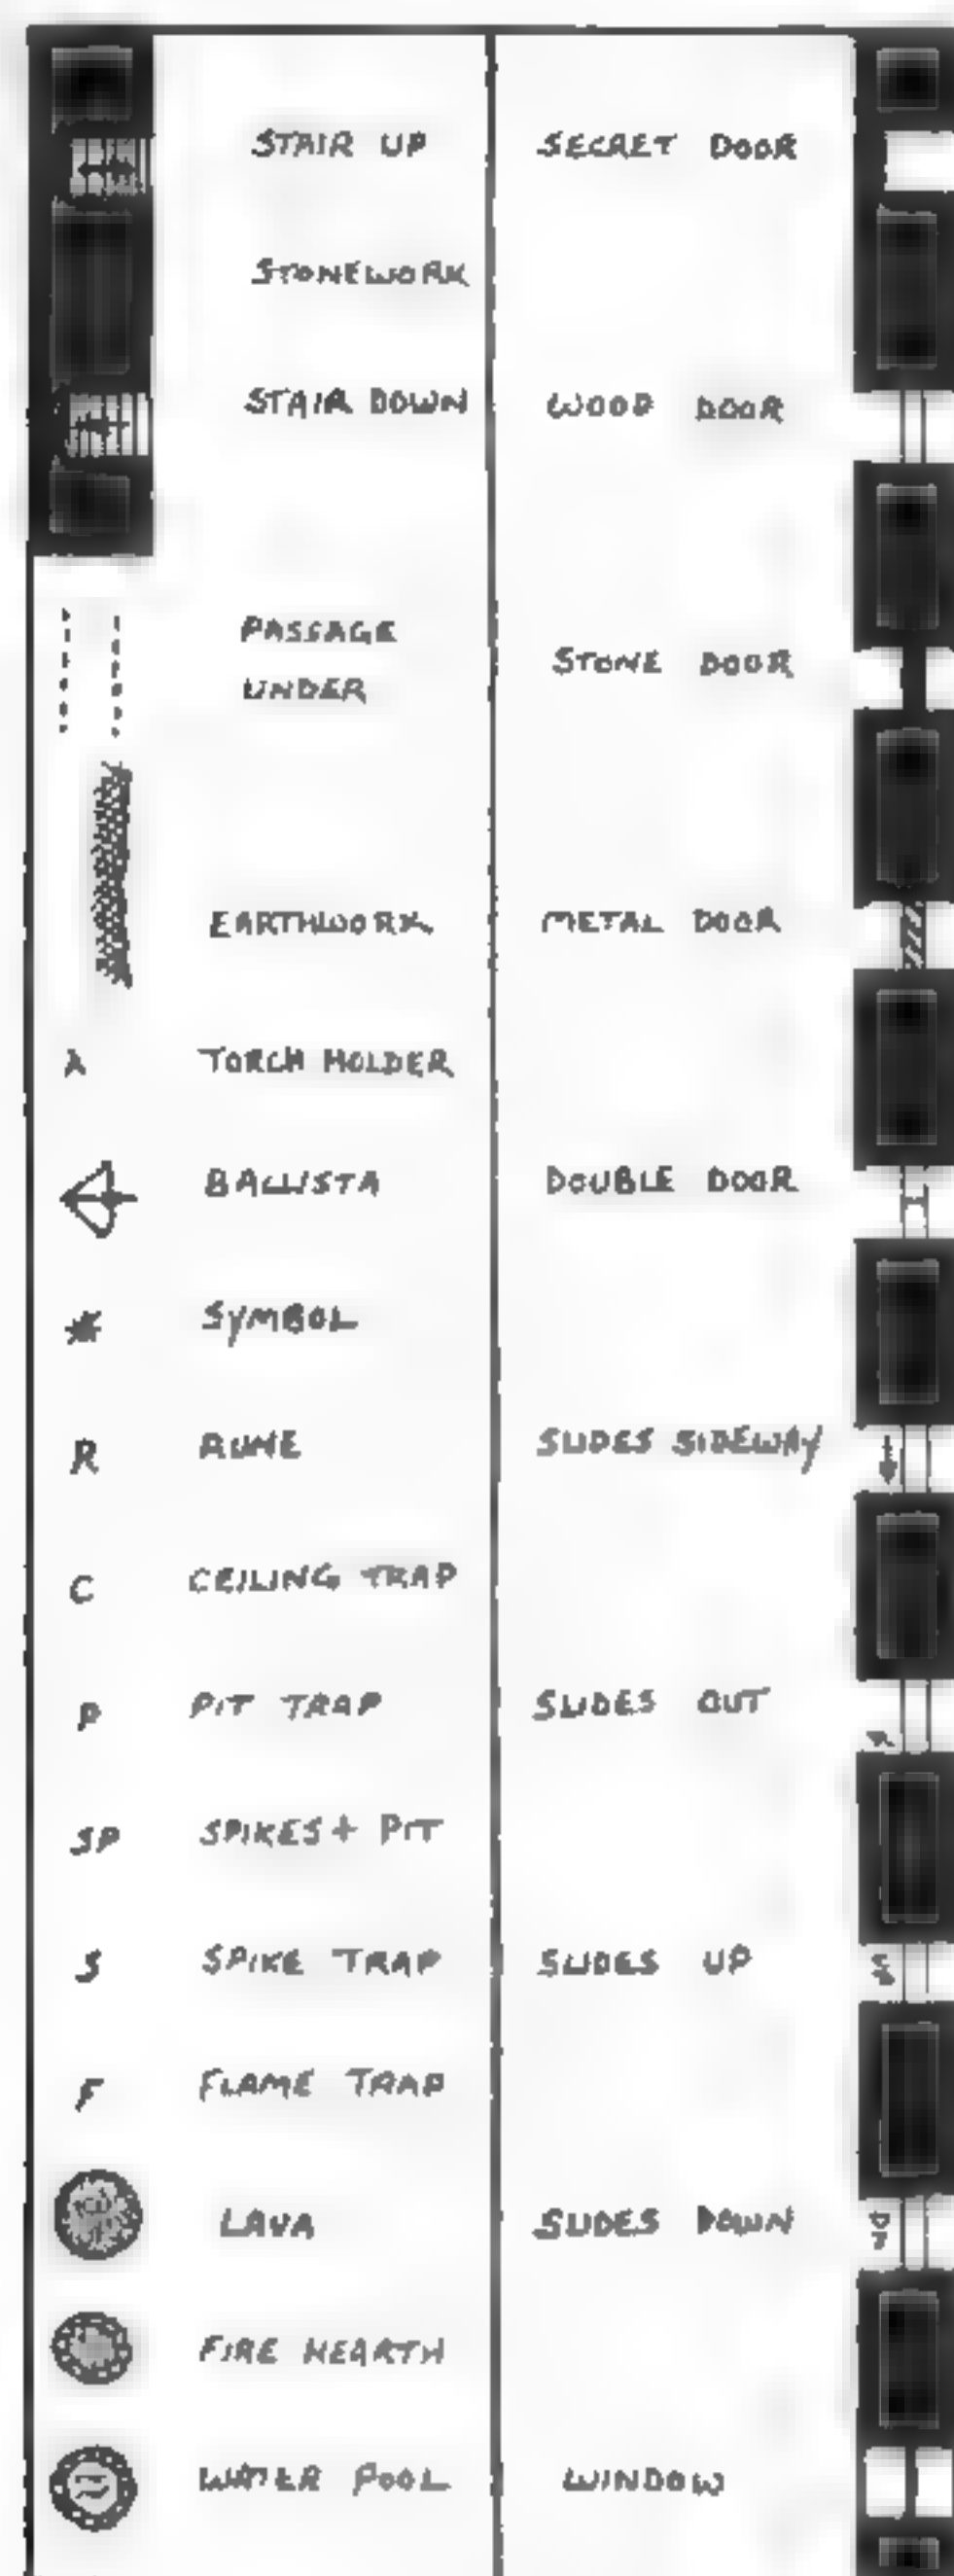 STAIR UP
STONEWORK
STAIR DOWN
PASSAGE
UNDER
EARTHWORK
A TORCH HOLDER
BALLISTA
SYMBOL
R RUNE
C CEILING TRAP
P PIT TRAP
SP SPIKES + PIT
S SPIKE TRAP
F FLAME TRAP
LAVA
FIRE HEARTH
WATER POOL
SECRET DOOR
WOOD DOOR
STONE DOOR
METAL DOOR
DOUBLE DOOR
SLIDES SIDEWAY
SLIDES OUT
SLIDES UP
UP
SLIDES DOWN
WINDOW